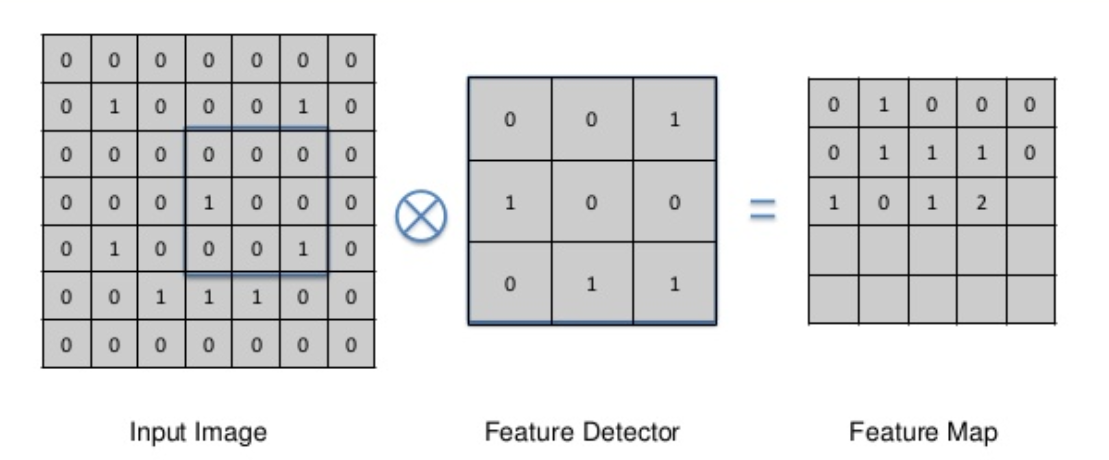 0 0 0 0 0 0 0
0 1 0 0 0 1 0
0 0 0 0 0 0 0
0 0 0 1 0 0 0
0 1 0 0 0 1 0
0 0 1 1 1 0 0
0 0 0 0 0 0 0
Input Image
0 0 1
1 0 0
0 1 1
Feature Detector
=
0 1 0 0 0
0 1 1 1 0
1 0 1 2
Feature Map